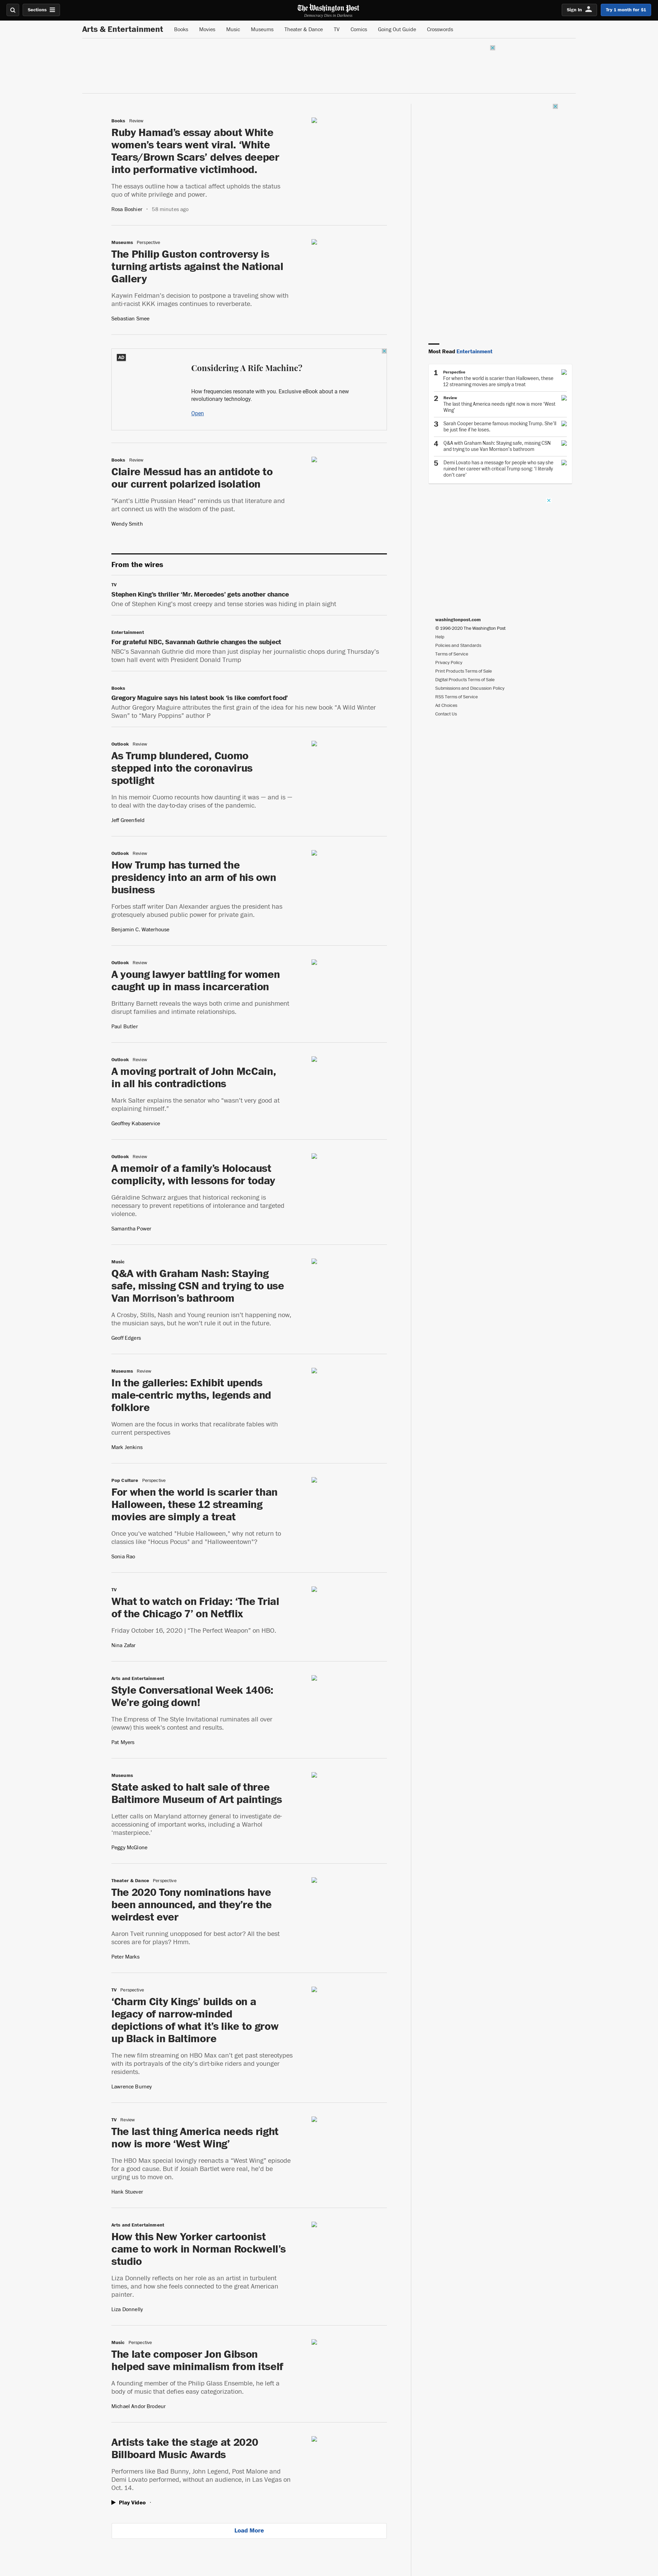 Sections
The Washington Post
Democracy Dies in Darkness
Sign In
Try 1 month for $1
Arts & Entertainment
Books
Movies
Music
Museums
Theater & Dance
TV
Comics
Going Out Guide
Crosswords
Books Review
Ruby Hamad’s essay about White
women’s tears went viral. ‘White
Tears/Brown Scars’ delves deeper
into performative victimhood.
The essays outline how a tactical affect upholds the status
quo of white privilege and power.
Rosa Boshier • 58 minutes ago
Museums Perspective
The Philip Guston controversy is
turning artists against the National
Gallery
Kaywin Feldman’s decision to postpone a traveling show with
anti-racist KKK images continues to reverberate.
Sebastian Smee
AD
Considering A Rife Machine?
How frequencies resonate with you. Exclusive eBook about a new
revolutionary technology.
Open
Books Review
Claire Messud has an antidote to
our current polarized isolation
“Kant’s Little Prussian Head” reminds us that literature and
art connect us with the wisdom of the past.
Wendy Smith
From the wires
TV
Stephen King’s thriller ‘Mr. Mercedes’ gets another chance
One of Stephen King’s most creepy and tense stories was hiding in plain sight
Entertainment
For grateful NBC, Savannah Guthrie changes the subject
NBC’s Savannah Guthrie did more than just display her journalistic chops during Thursday’s
town hall event with President Donald Trump
Books
Gregory Maguire says his latest book ‘is like comfort food’
Author Gregory Maguire attributes the first grain of the idea for his new book “A Wild Winter
Swan” to “Mary Poppins” author P
Outlook Review
As Trump blundered, Cuomo
stepped into the coronavirus
spotlight
In his memoir Cuomo recounts how daunting it was — and is —
to deal with the day-to-day crises of the pandemic.
Jeff Greenfield
Outlook Review
How Trump has turned the
presidency into an arm of his own
business
Forbes staff writer Dan Alexander argues the president has
grotesquely abused public power for private gain.
Benjamin C. Waterhouse
Outlook Review
A young lawyer battling for women
caught up in mass incarceration
Brittany Barnett reveals the ways both crime and punishment
disrupt families and intimate relationships.
Paul Butler
Outlook Review
A moving portrait of John McCain,
in all his contradictions
Mark Salter explains the senator who “wasn’t very good at
explaining himself.”
Geoffrey Kabaservice
Outlook Review
A memoir of a family’s Holocaust
complicity, with lessons for today
Géraldine Schwarz argues that historical reckoning is
necessary to prevent repetitions of intolerance and targeted
violence.
Samantha Power
Music
Q&A with Graham Nash: Staying
safe, missing CSN and trying to use
Van Morrison’s bathroom
A Crosby, Stills, Nash and Young reunion isn’t happening now,
the musician says, but he won’t rule it out in the future.
Geoff Edgers
Museums Review
In the galleries: Exhibit upends
male-centric myths, legends and
folklore
Women are the focus in works that recalibrate fables with
current perspectives
Mark Jenkins
Pop Culture Perspective
For when the world is scarier than
Halloween, these 12 streaming
movies are simply a treat
Once you've watched "Hubie Halloween," why not return to
classics like "Hocus Pocus" and "Halloweentown"?
Sonia Rao
TV
What to watch on Friday: ‘The Trial
of the Chicago 7’ on Netflix
Friday October 16, 2020 | “The Perfect Weapon” on HBO.
Nina Zafar
Arts and Entertainment
Style Conversational Week 1406:
We’re going down!
The Empress of The Style Invitational ruminates all over
(ewww) this week’s contest and results.
Pat Myers
Museums
State asked to halt sale of three
Baltimore Museum of Art paintings
Letter calls on Maryland attorney general to investigate de-
accessioning of important works, including a Warhol
‘masterpiece.’
Peggy McGlone
Theater & Dance Perspective
The 2020 Tony nominations have
been announced, and they’re the
weirdest ever
Aaron Tveit running unopposed for best actor? All the best
scores are for plays? Hmm.
Peter Marks
TV Perspective
‘Charm City Kings’ builds on a
legacy of narrow-minded
depictions of what it’s like to grow
up Black in Baltimore
The new film streaming on HBO Max can’t get past stereotypes
with its portrayals of the city’s dirt-bike riders and younger
residents.
Lawrence Burney
TV Review
The last thing America needs right
now is more ‘West Wing’
The HBO Max special lovingly reenacts a “West Wing” episode
for a good cause. But if Josiah Bartlet were real, he’d be
urging us to move on.
Hank Stuever
Arts and Entertainment
How this New Yorker cartoonist
came to work in Norman Rockwell’s
studio
Liza Donnelly reflects on her role as an artist in turbulent
times, and how she feels connected to the great American
painter.
Liza Donnelly
Music Perspective
The late composer Jon Gibson
helped save minimalism from itself
A founding member of the Philip Glass Ensemble, he left a
body of music that defies easy categorization.
Michael Andor Brodeur
Artists take the stage at 2020
Billboard Music Awards
Performers like Bad Bunny, John Legend, Post Malone and
Demi Lovato performed, without an audience, in Las Vegas on
Oct. 14.
Play Video
Load More
Most Read Entertainment
1 Perspective
For when the world is scarier than Halloween, these
12 streaming movies are simply a treat
2 Review
The last thing America needs right now is more ‘West
Wing’
3 Sarah Cooper became famous mocking Trump. She’ll
be just fine if he loses.
4 Q&A with Graham Nash: Staying safe, missing CSN
and trying to use Van Morrison’s bathroom
5 Demi Lovato has a message for people who say she
ruined her career with critical Trump song: ‘I literally
don’t care’
washingtonpost.com
© 1996-2020 The Washington Post
Help
Policies and Standards
Terms of Service
Privacy Policy
Print Products Terms of Sale
Digital Products Terms of Sale
Submissions and Discussion Policy
RSS Terms of Service
Ad Choices
Contact Us